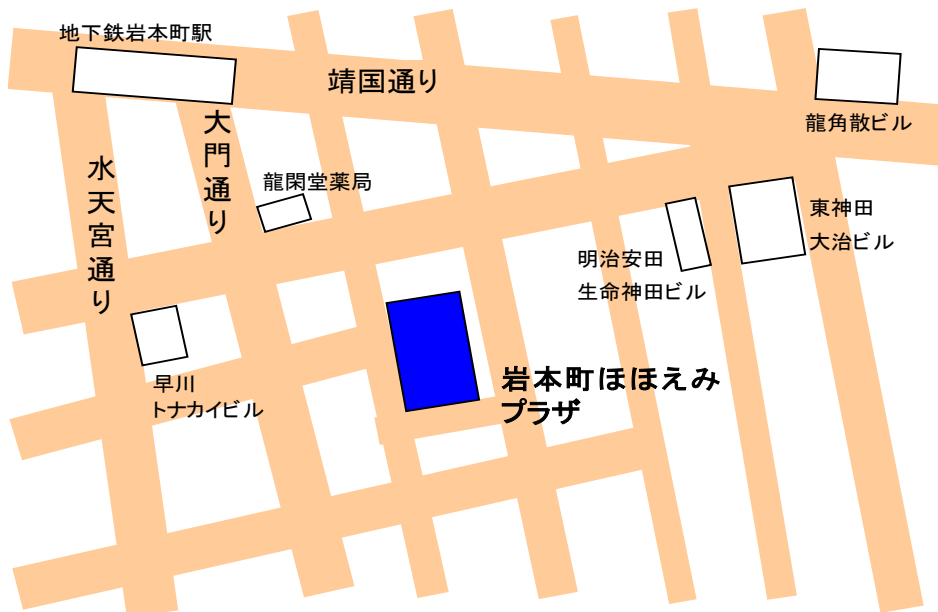 地下鉄岩本町駅
靖国通り
龍角散ビル
大門通り
水天宮通り
龍閑堂薬局
東神田
大治ビル
明治安田
生命神田ビル
早川
トナカイビル
岩本町ほほえみ
プラザ